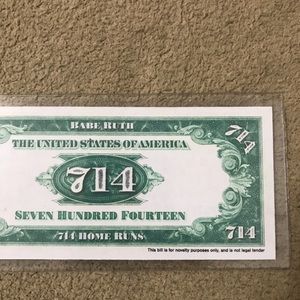 BABE RUTH
THE UNITED STATES OF AMERICA
714
714
SEVEN HUNDRED FOURTEEN
714
714 HOME RUNS
This bill is for novelty purposes only, and is not legal tender